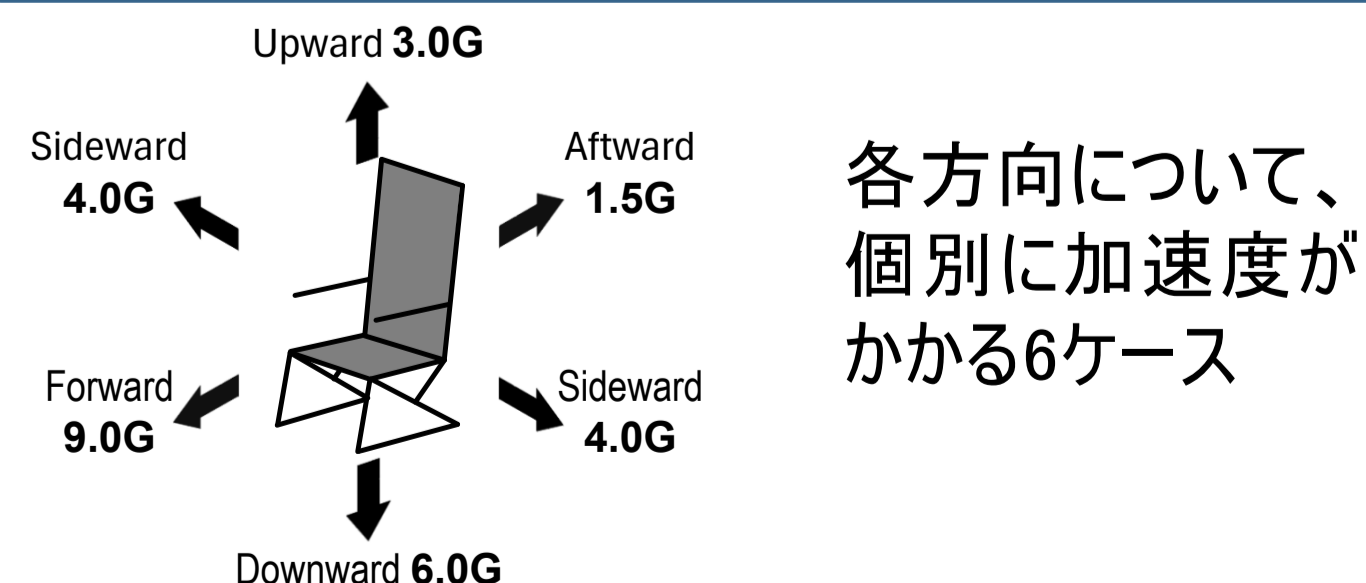 Upward 3.0G
Sideward
4.0G
Aftward
1.5G
Forward
9.0G
Sideward
4.0G
Downward 6.0G
各方向について、
個別に加速度が
かかる6ケース